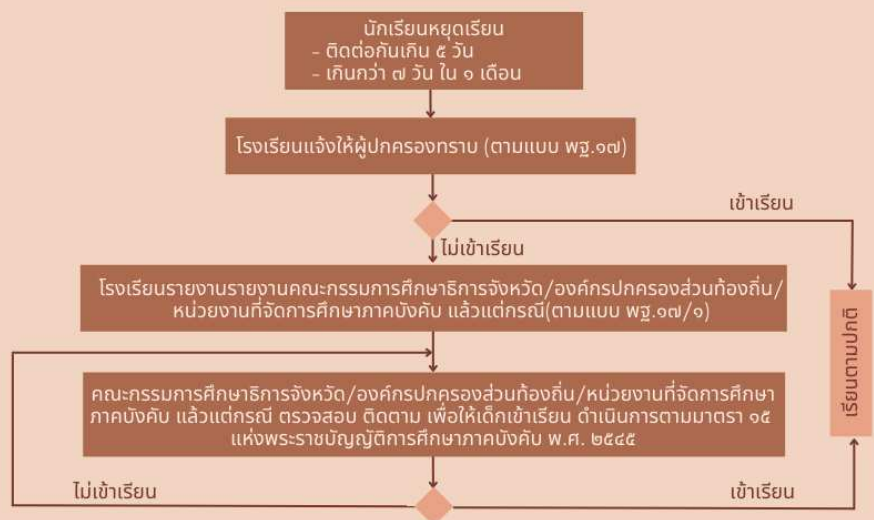 นักเรียนหยุดเรียน
- ติดต่อกันเกิน ๕ วัน
- เกินกว่า ๗ วัน ใน ๑ เดือน
โรงเรียนแจ้งให้ผู้ปกครองทราบ (ตามแบบ พฐ.๑๗)
เข้าเรียน
ไม่เข้าเรียน
โรงเรียนรายงานรายงานคณะกรรมการศึกษาธิการจังหวัด/องค์กรปกครองส่วนท้องถิ่น/
หน่วยงานที่จัดการศึกษาภาคบังคับ แล้วแต่กรณี(ตามแบบ พฐ.๑๗/๑)
เรียนตามปกติ
คณะกรรมการศึกษาธิการจังหวัด/องค์กรปกครองส่วนท้องถิ่น/หน่วยงานที่จัดการศึกษา
ภาคบังคับ แล้วแต่กรณี ตรวจสอบ ติดตาม เพื่อให้เด็กเข้าเรียน ดำเนินการตามมาตรา ๑๕
แห่งพระราชบัญญัติการศึกษาภาคบังคับ พ.ศ. ๒๕๔๕
ไม่เข้าเรียน
เข้าเรียน